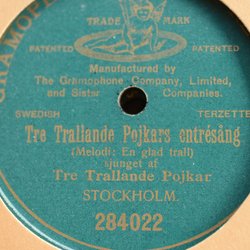 GRAMOP
TRADE MARK
PATENTED PATENTED
Manufactured by
The Gramophone Company, Limited,
and Sister Companies.
SWEDISH TERZETTE
Tre Trallande Pojkars entrésång
(Melodi: En glad trall)
sjunget af
Tre Trallande Pojkar
STOCKHOLM.
284022